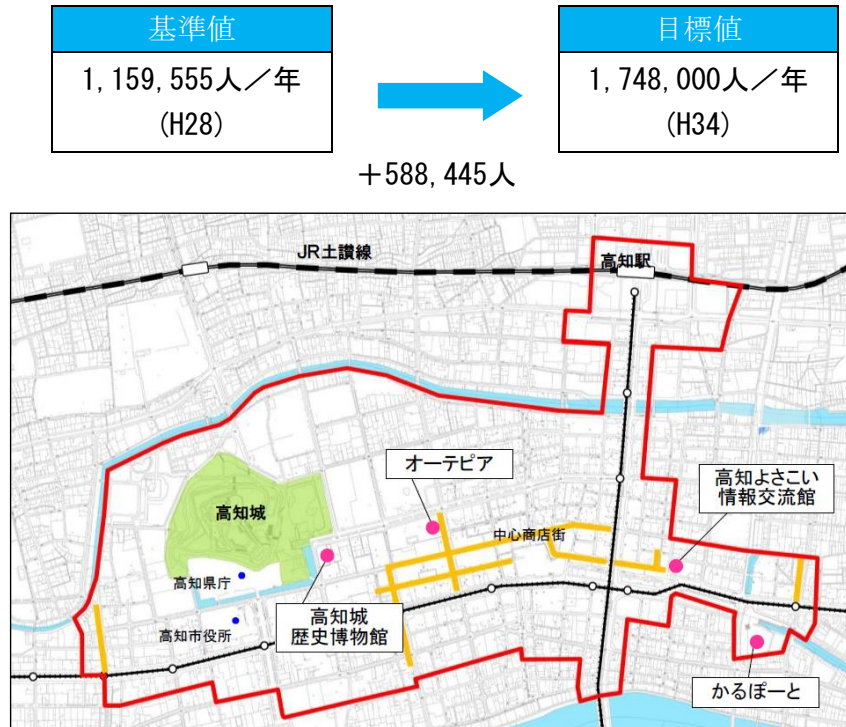 基準値
1,159,555人/年
(H28)
目標値
1,748,000人/年
(H34)
+588,445人
JR土讃線
高知駅
オーテピア
高知よさこい
情報交流館
高知城
中心商店街
高知県庁
高知城
歴史博物館
高知市役所
かるぽーと